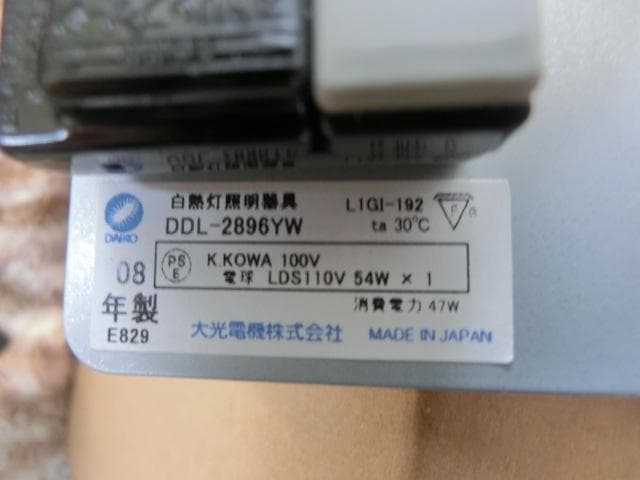 白熱灯照明器具 L1GI-192 F
DAIKO DDL-2896YW ta 30℃
PS E K.KOWA 100V
08 電球 LDS110V 54W × 1
年製 消費電力 47W
E829 大光電機株式会社 MADE IN JAPAN